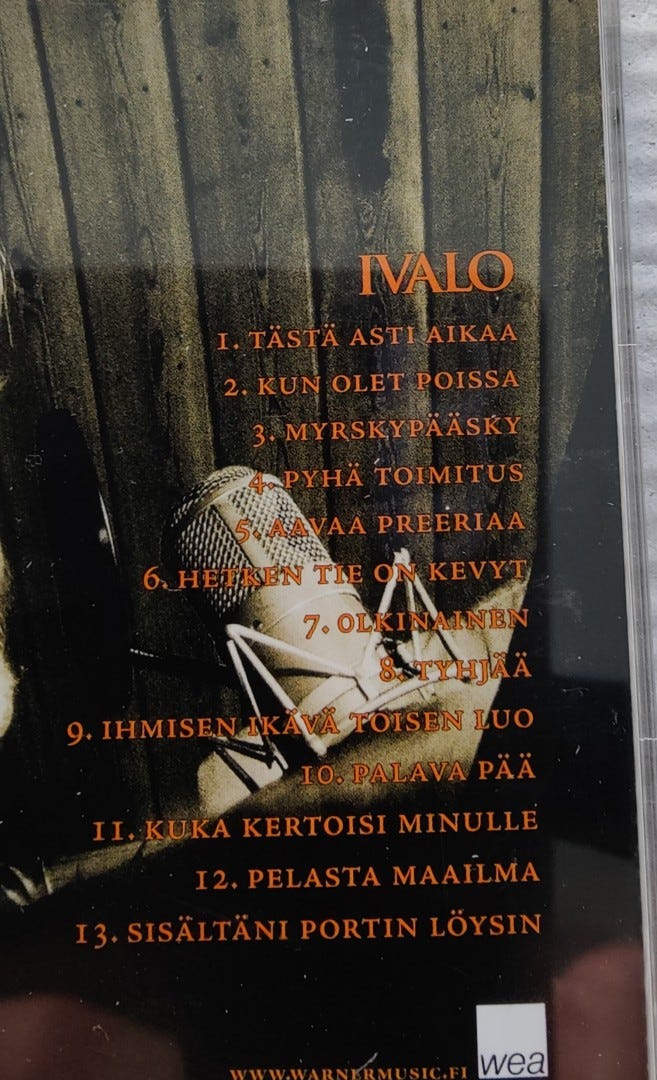 IVALO
1. TÄSTÄ ASTI AIKAA
2. KUN OLET POISSA
3. MYRSKYPÄÄSKY
4. PYHÄ TOIMITUS
5. AAVAA PREERIAA
6. HETKEN TIE ON KEVYT
7. OLKINAINEN
8. TYHJÄÄ
9. IHMISEN IKÄVÄ TOISEN LUO
10. PALAVA PÄÄ
11. KUKA KERTOISI MINULLE
12. PELASTA MAAILMA
13. SISÄLTÄNI PORTIN LÖYSIN
WWW.WARNERMUSIC.FI
wea